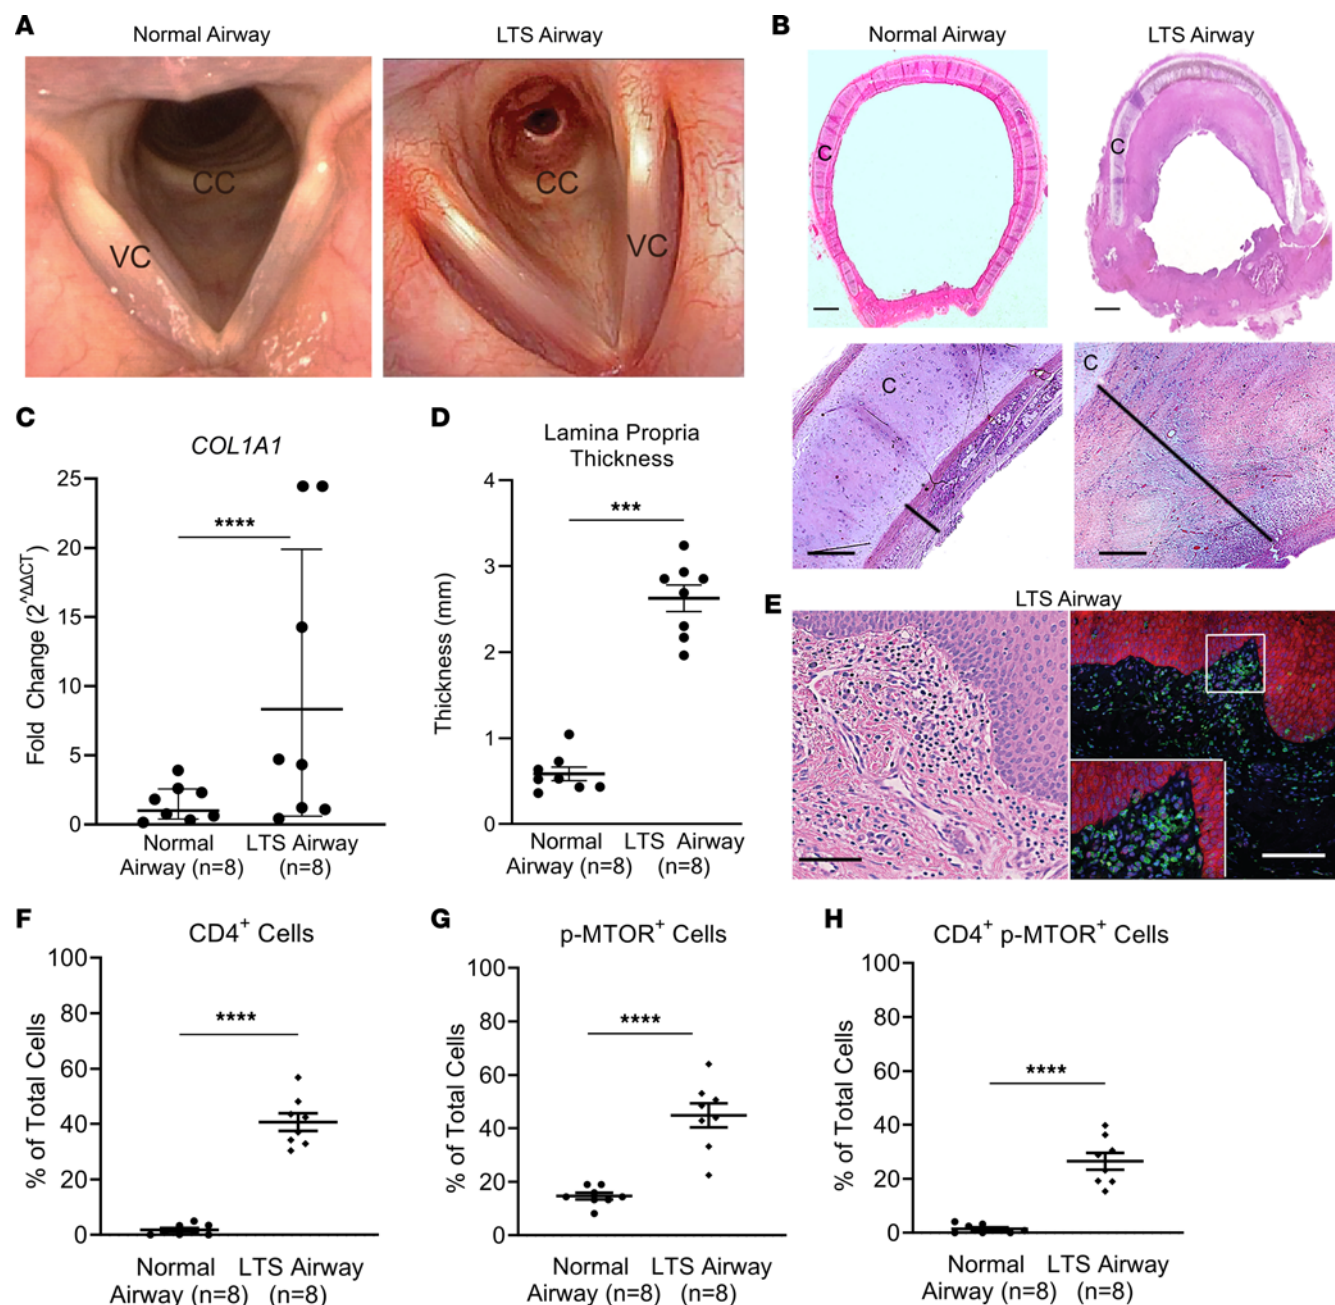 A
Normal Airway
LTS Airway
CC
VC
CC
VC
B
Normal Airway
LTS Airway
C
C
C
C
C
COL1A1
Fold Change (2^ΔΔCT)
25
20
15
10
5
0
****
Normal
Airway (n=8)
LTS Airway
(n=8)
D
Lamina Propria
Thickness
Thickness (mm)
4
3
2
1
0
***
Normal
Airway (n=8)
LTS Airway
(n=8)
E
LTS Airway
F
CD4+ Cells
% of Total Cells
100
80
60
40
20
0
****
Normal
Airway (n=8)
LTS Airway
(n=8)
G
p-MTOR+ Cells
% of Total Cells
100
80
60
40
20
0
****
Normal
Airway (n=8)
LTS Airway
(n=8)
H
CD4+ p-MTOR+ Cells
% of Total Cells
100
80
60
40
20
0
****
Normal
Airway (n=8)
LTS Airway
(n=8)